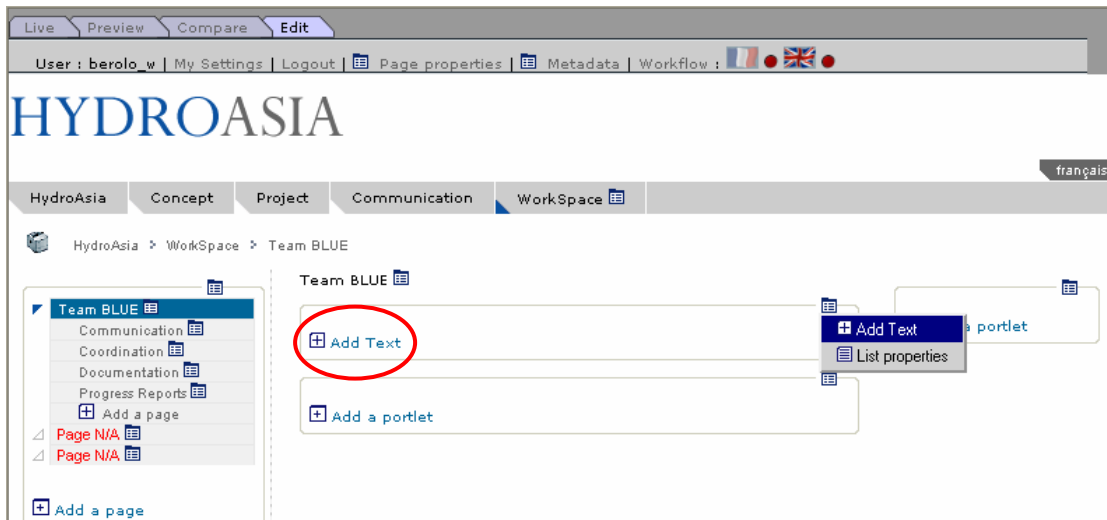 Live Preview Compare Edit
User : berolo_w | My Settings | Logout | Page properties | Metadata | Workflow :
HYDROASIA
français
HydroAsia Concept Project Communication WorkSpace
HydroAsia > WorkSpace > Team BLUE
Team BLUE
Team BLUE
Communication
Coordination
Documentation
Progress Reports
Add a page
Page N/A
Page N/A
Add a page
Add Text
Add Text
List properties
a portlet
Add a portlet